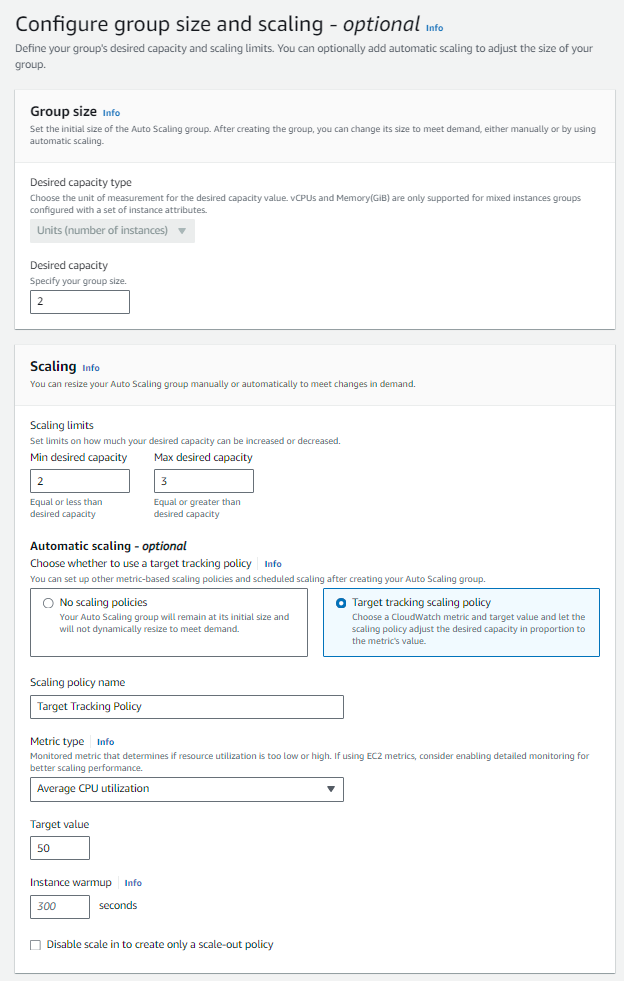 Configure group size and scaling - optional Info
Define your group's desired capacity and scaling limits. You can optionally add automatic scaling to adjust the size of your
group.
Group size Info
Set the initial size of the Auto Scaling group. After creating the group, you can change its size to meet demand, either manually or by using
automatic scaling.
Desired capacity type
Choose the unit of measurement for the desired capacity value. vCPUs and Memory(GiB) are only supported for mixed instances groups
configured with a set of instance attributes.
Units (number of instances)
Desired capacity
Specify your group size.
2
Scaling Info
You can resize your Auto Scaling group manually or automatically to meet changes in demand.
Scaling limits
Set limits on how much your desired capacity can be increased or decreased.
Min desired capacity Max desired capacity
2 3
Equal or less than Equal or greater than
desired capacity desired capacity
Automatic scaling - optional
Choose whether to use a target tracking policy Info
You can set up other metric-based scaling policies and scheduled scaling after creating your Auto Scaling group.
No scaling policies
Your Auto Scaling group will remain at its initial size and
will not dynamically resize to meet demand.
Target tracking scaling policy
Choose a CloudWatch metric and target value and let the
scaling policy adjust the desired capacity in proportion to
the metric's value.
Scaling policy name
Target Tracking Policy
Metric type Info
Monitored metric that determines if resource utilization is too low or high. If using EC2 metrics, consider enabling detailed monitoring for
better scaling performance.
Average CPU utilization
Target value
50
Instance warmup Info
300 seconds
Disable scale in to create only a scale-out policy